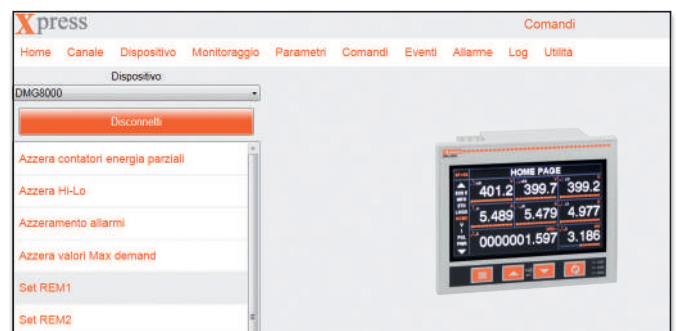 Xpress
Comandi
Home Canale Dispositivo Monitoraggio Parametri Comandi Eventi Allarme Log Utilità
Dispositivo
DMG8000
Disconnetti
Azzera contatori energia parziali
Azzera Hi-Lo
Azzeramento allarmi
Azzera valori Max demand
Set REM1
Set REM2
HOME PAGE
401.2 399.7 399.2
5.489 5.479 4.977
0000001.597 3.186